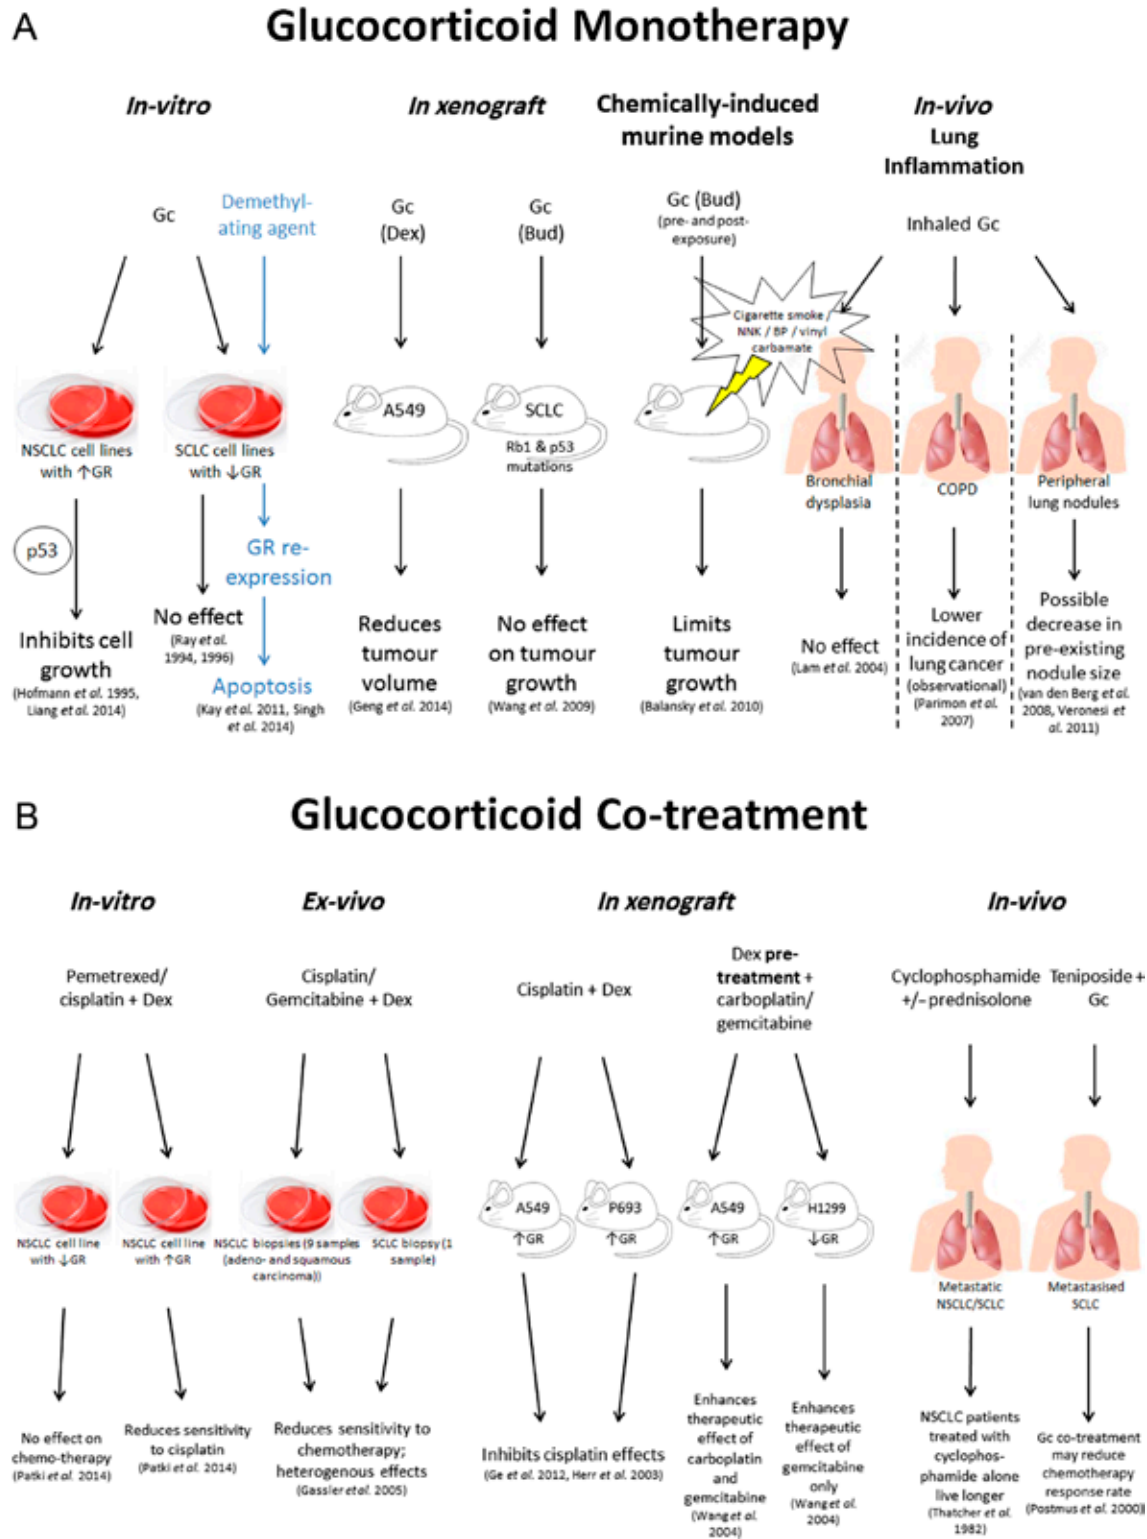 A
Glucocorticoid Monotherapy
In-vitro
In xenograft
Chemically-induced
murine models
In-vivo
Lung
Inflammation
Gc
Demethyl-
ating agent
Gc
(Dex)
Gc
(Bud)
Gc (Bud)
(pre- and post-
exposure)
Inhaled Gc
Cigarette smoke /
NNK / BP / vinyl
carbamate
NSCLC cell lines
with ↑GR
SCLC cell lines
with ↓GR
A549
SCLC
Rb1 & p53
mutations
Bronchial
dysplasia
COPD
Peripheral
lung nodules
p53
GR re-
expression
Inhibits cell
growth
(Hofmann et al. 1995,
Liang et al. 2014)
No effect
(Ray et al.
1994, 1996)
Apoptosis
(Kay et al. 2011, Singh
et al. 2014)
Reduces
tumour
volume
(Geng et al. 2014)
No effect
on tumour
growth
(Wang et al. 2009)
Limits
tumour
growth
(Balansky et al. 2010)
No effect
(Lam et al. 2004)
Lower
incidence of
lung cancer
(observational)
(Parimon et al.
2007)
Possible
decrease in
pre-existing
nodule size
(van den Berg et al.
2008, Veronesi et
al. 2011)
B
Glucocorticoid Co-treatment
In-vitro
Ex-vivo
In xenograft
In-vivo
Pemetrexed/
cisplatin + Dex
Cisplatin/
Gemcitabine + Dex
Cisplatin + Dex
Dex pre-
treatment +
carboplatin/
gemcitabine
Cyclophosphamide
+/− prednisolone
Teniposide +
Gc
NSCLC cell line
with ↓GR
NSCLC cell line
with ↑GR
NSCLC biopsies (9 samples
(adeno- and squamous
carcinoma))
SCLC biopsy (1
sample)
A549
↑GR
P693
↑GR
A549
↑GR
H1299
↓GR
Metastatic
NSCLC/SCLC
Metastasised
SCLC
No effect on
chemo-therapy
(Patki et al. 2014)
Reduces sensitivity
to cisplatin
(Patki et al. 2014)
Reduces sensitivity to
chemotherapy;
heterogenous effects
(Gassler et al. 2005)
Inhibits cisplatin effects
(Ge et al. 2012, Herr et al. 2003)
Enhances
therapeutic
effect of
carboplatin
and
gemcitabine
(Wang et al.
2004)
Enhances
therapeutic
effect of
gemcitabine
only
(Wang et al.
2004)
NSCLC patients
treated with
cyclophos-
phamide alone
live longer
(Thatcher et al.
1982)
Gc co-treatment
may reduce
chemotherapy
response rate
(Postmus et al. 2000)